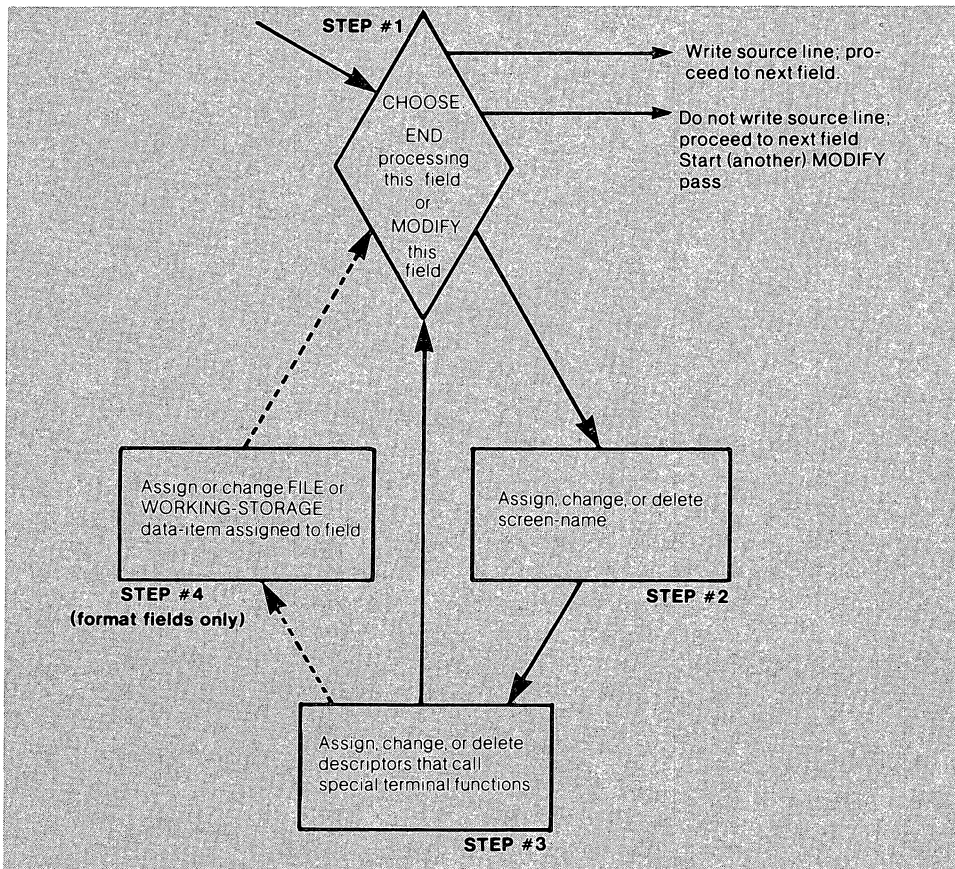 STEP #1
Write source line; pro-
ceed to next field.
CHOOSE
END
processing
this field
or
MODIFY
this
field
Do not write source line;
proceed to next field
Start (another) MODIFY
pass
Assign or change FILE or
WORKING-STORAGE
data-item assigned to field
STEP #4
(format fields only)
Assign, change, or delete
screen-name
STEP #2
Assign, change, or delete
descriptors that call
special terminal functions
STEP #3